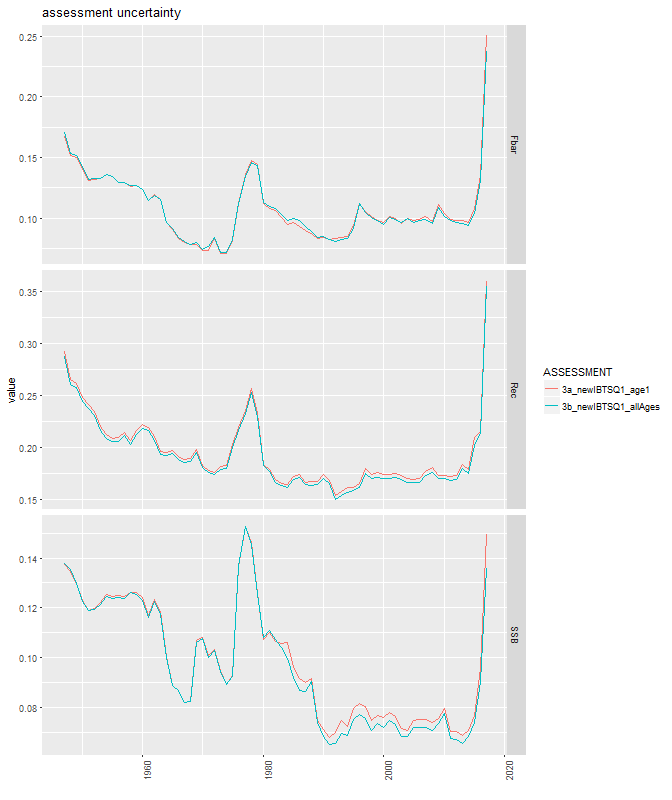 assessment uncertainty
0.25
0.20
0.15
0.10
Fbar
0.35
0.30
0.25
0.20
0.15
Rec
value
0.14
0.12
0.10
0.08
SSB
1960
1980
2000
2020
ASSESSMENT
3a_newIBTSQ1_age1
3b_newIBTSQ1_allAges